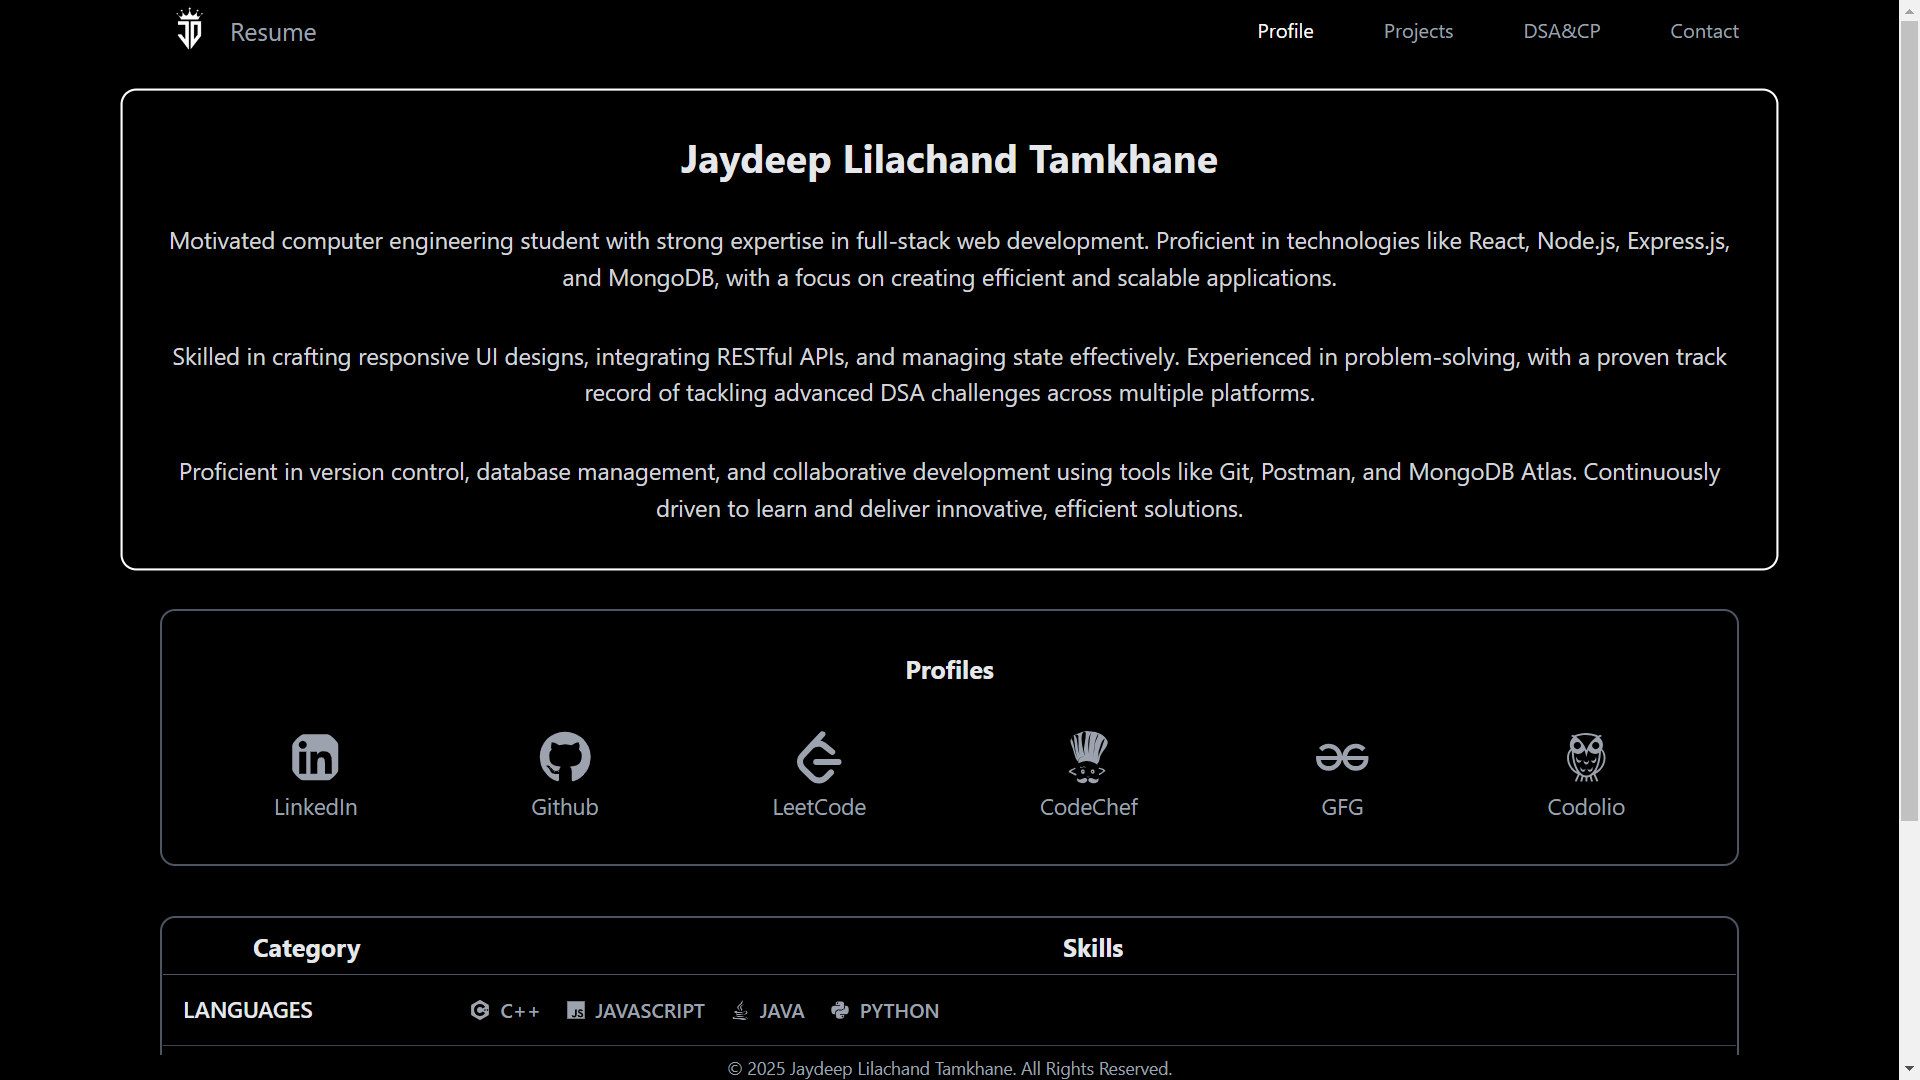 JD Resume Profile Projects DSA&CP Contact
Jaydeep Lilachand Tamkhane
Motivated computer engineering student with strong expertise in full-stack web development. Proficient in technologies like React, Node.js, Express.js,
and MongoDB, with a focus on creating efficient and scalable applications.
Skilled in crafting responsive UI designs, integrating RESTful APIs, and managing state effectively. Experienced in problem-solving, with a proven track
record of tackling advanced DSA challenges across multiple platforms.
Proficient in version control, database management, and collaborative development using tools like Git, Postman, and MongoDB Atlas. Continuously
driven to learn and deliver innovative, efficient solutions.
Profiles
in
LinkedIn Github LeetCode CodeChef GFG Codolio
Category Skills
LANGUAGES C C++ JS JAVASCRIPT JAVA PYTHON
© 2025 Jaydeep Lilachand Tamkhane. All Rights Reserved.